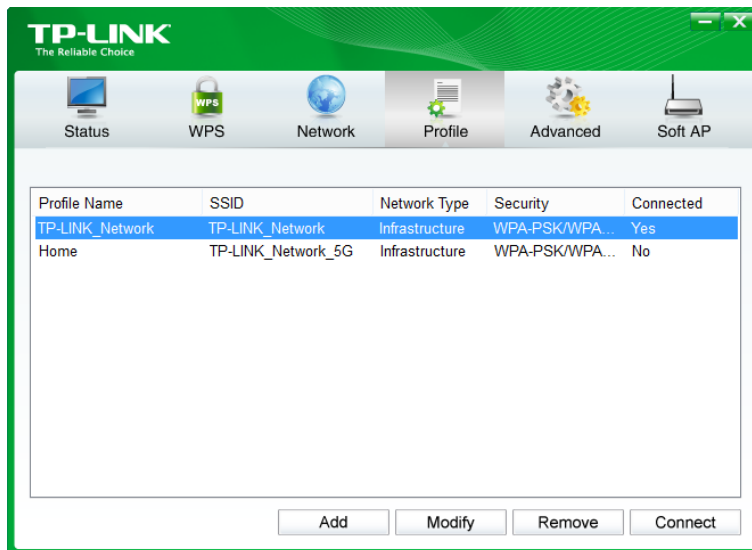 TP-LINK
The Reliable Choice
WPS
Status WPS Network Profile Advanced Soft AP
Profile Name SSID Network Type Security Connected
TP-LINK_Network TP-LINK_Network Infrastructure WPA-PSK/WPA... Yes
Home TP-LINK_Network_5G Infrastructure WPA-PSK/WPA... No
Add Modify Remove Connect